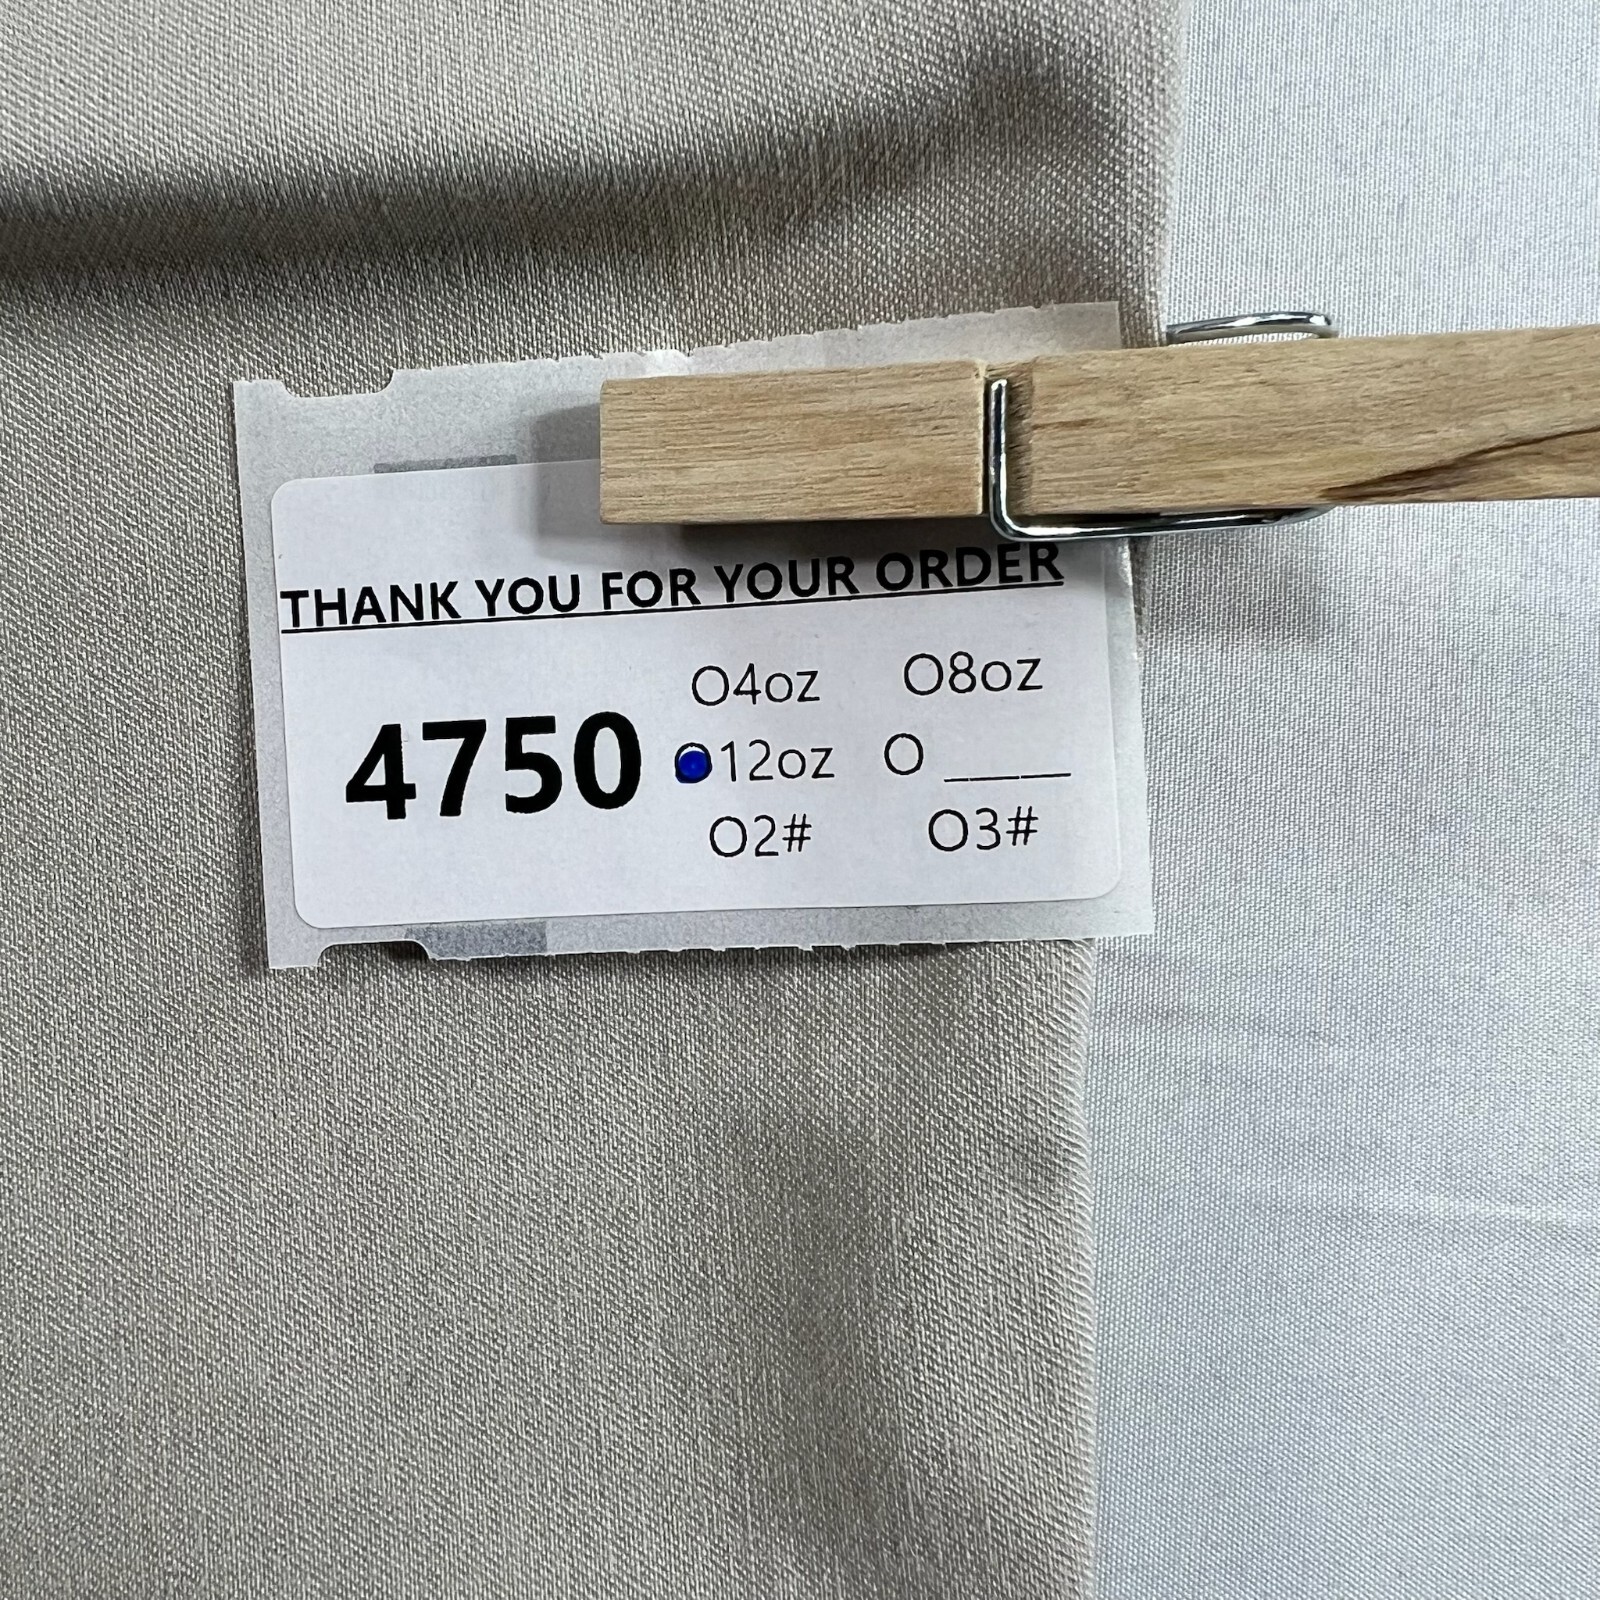 THANK YOU FOR YOUR ORDER
4750
O4oz O8oz
O12oz O ____
O2# O3#